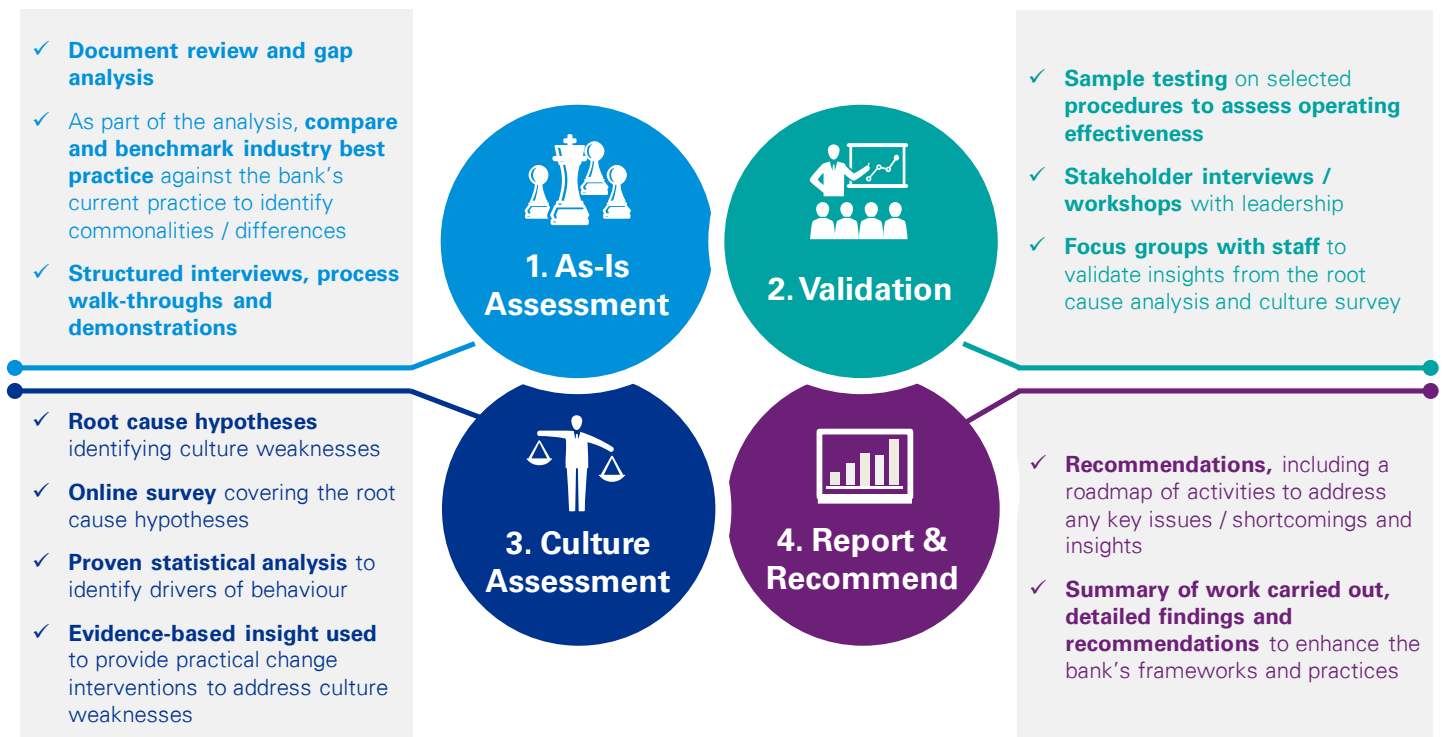 ✓ Document review and gap
analysis
✓ As part of the analysis, compare
and benchmark industry best
practice against the bank's
current practice to identify
commonalities / differences
✓ Structured interviews, process
walk-throughs and
demonstrations
1. As-Is
Assessment
2. Validation
✓ Sample testing on selected
procedures to assess operating
effectiveness
✓ Stakeholder interviews /
workshops with leadership
✓ Focus groups with staff to
validate insights from the root
cause analysis and culture survey
✓ Root cause hypotheses
identifying culture weaknesses
✓ Online survey covering the root
cause hypotheses
✓ Proven statistical analysis to
identify drivers of behaviour
✓ Evidence-based insight used
to provide practical change
interventions to address culture
weaknesses
3. Culture
Assessment
4. Report &
Recommend
✓ Recommendations, including a
roadmap of activities to address
any key issues / shortcomings and
insights
✓ Summary of work carried out,
detailed findings and
recommendations to enhance the
bank's frameworks and practices